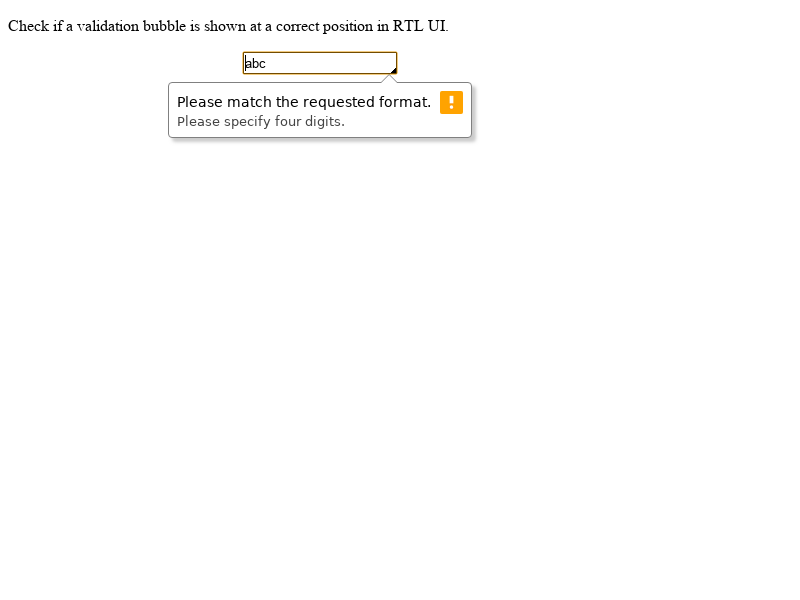 Check if a validation bubble is shown at a correct position in RTL UI.
abc
Please match the requested format.
Please specify four digits.